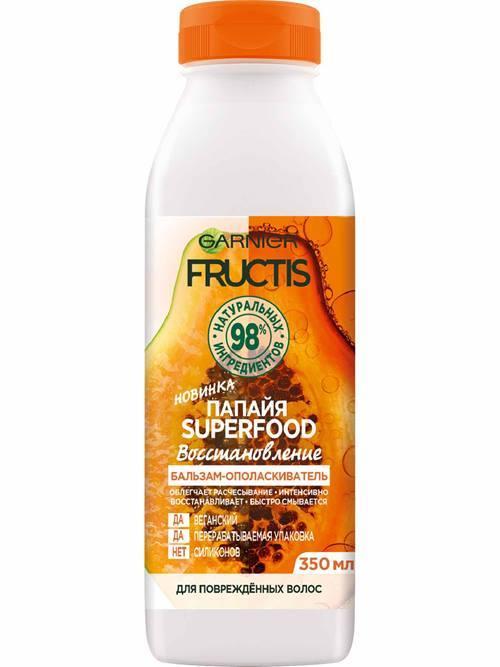 GARNIER
FRUCTIS
НАТУРАЛЬНЫХ
98%
ИНГРЕДИЕНТОВ
НОВИНКА
ПАПАЙЯ
SUPERFOOD
Восстановление
БАЛЬЗАМ-ОПОЛАСКИВАТЕЛЬ
ОБЛЕГЧАЕТ РАСЧЕСЫВАНИЕ • ИНТЕНСИВНО
ВОССТАНАВЛИВАЕТ • БЫСТРО СМЫВАЕТСЯ
ДА ВЕГАНСКИЙ
ДА ПЕРЕРАБАТЫВАЕМАЯ УПАКОВКА
НЕТ СИЛИКОНОВ
350 МЛ
ДЛЯ ПОВРЕЖДЁННЫХ ВОЛОС